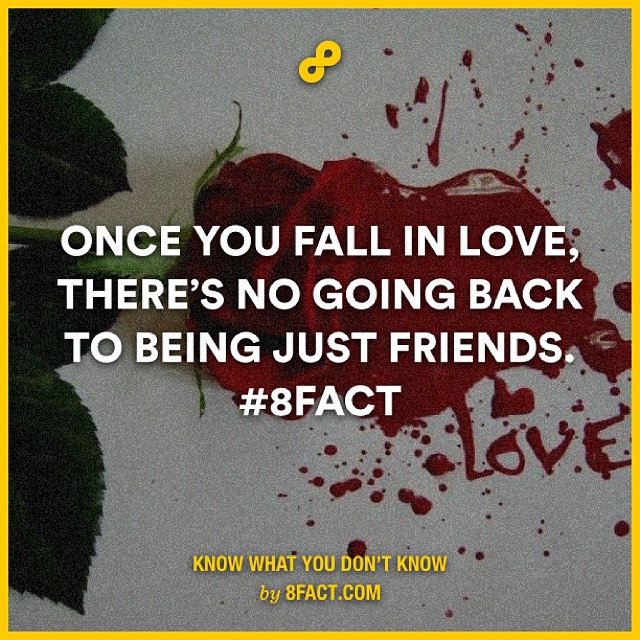 ONCE YOU FALL IN LOVE,
THERE'S NO GOING BACK
TO BEING JUST FRIENDS.
#8FACT
LOVE
KNOW WHAT YOU DON'T KNOW
by 8FACT.COM